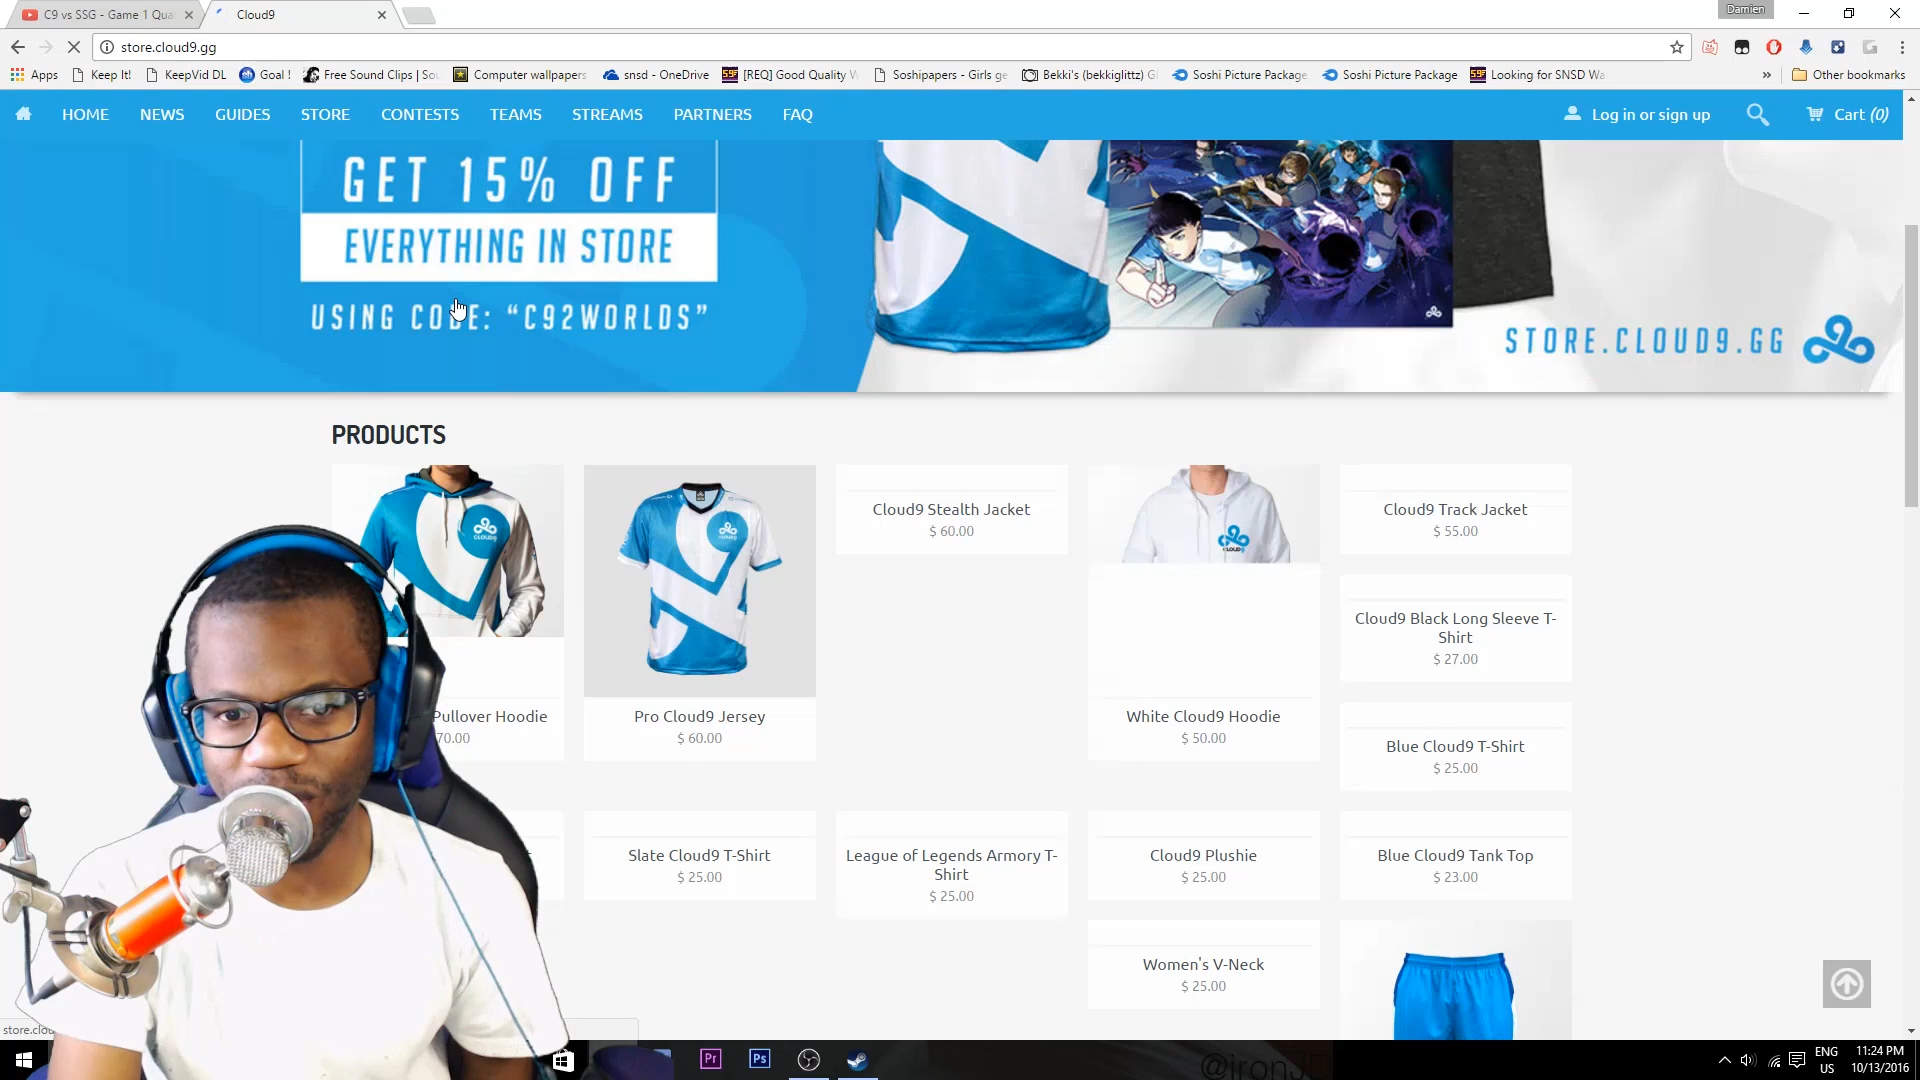 C9 vs SSG - Game 1 Qua
Cloud9
Damien
store.cloud9.gg
Apps
Keep It!
KeepVid DL
Goal !
Free Sound Clips | Sou
Computer wallpapers
snsd - OneDrive
[REQ] Good Quality W
Soshipapers - Girls ge
Bekki's (bekkiglittz) G
Soshi Picture Package
Soshi Picture Package
Looking for SNSD Wa
»
Other bookmarks
HOME
NEWS
GUIDES
STORE
CONTESTS
TEAMS
STREAMS
PARTNERS
FAQ
Log in or sign up
Cart (0)
GET 15% OFF
EVERYTHING IN STORE
USING CODE: “C92WORLDS”
STORE.CLOUD9.GG
PRODUCTS
CLOUD9
Pullover Hoodie
70.00
Pro Cloud9 Jersey
$ 60.00
Cloud9 Stealth Jacket
$ 60.00
White Cloud9 Hoodie
$ 50.00
Cloud9 Track Jacket
$ 55.00
Cloud9 Black Long Sleeve T-
Shirt
$ 27.00
Blue Cloud9 T-Shirt
$ 25.00
Slate Cloud9 T-Shirt
$ 25.00
League of Legends Armory T-
Shirt
$ 25.00
Cloud9 Plushie
$ 25.00
Blue Cloud9 Tank Top
$ 23.00
Women's V-Neck
$ 25.00
store.clou
Pr
Ps
ENG
US
11:24 PM
10/13/2016